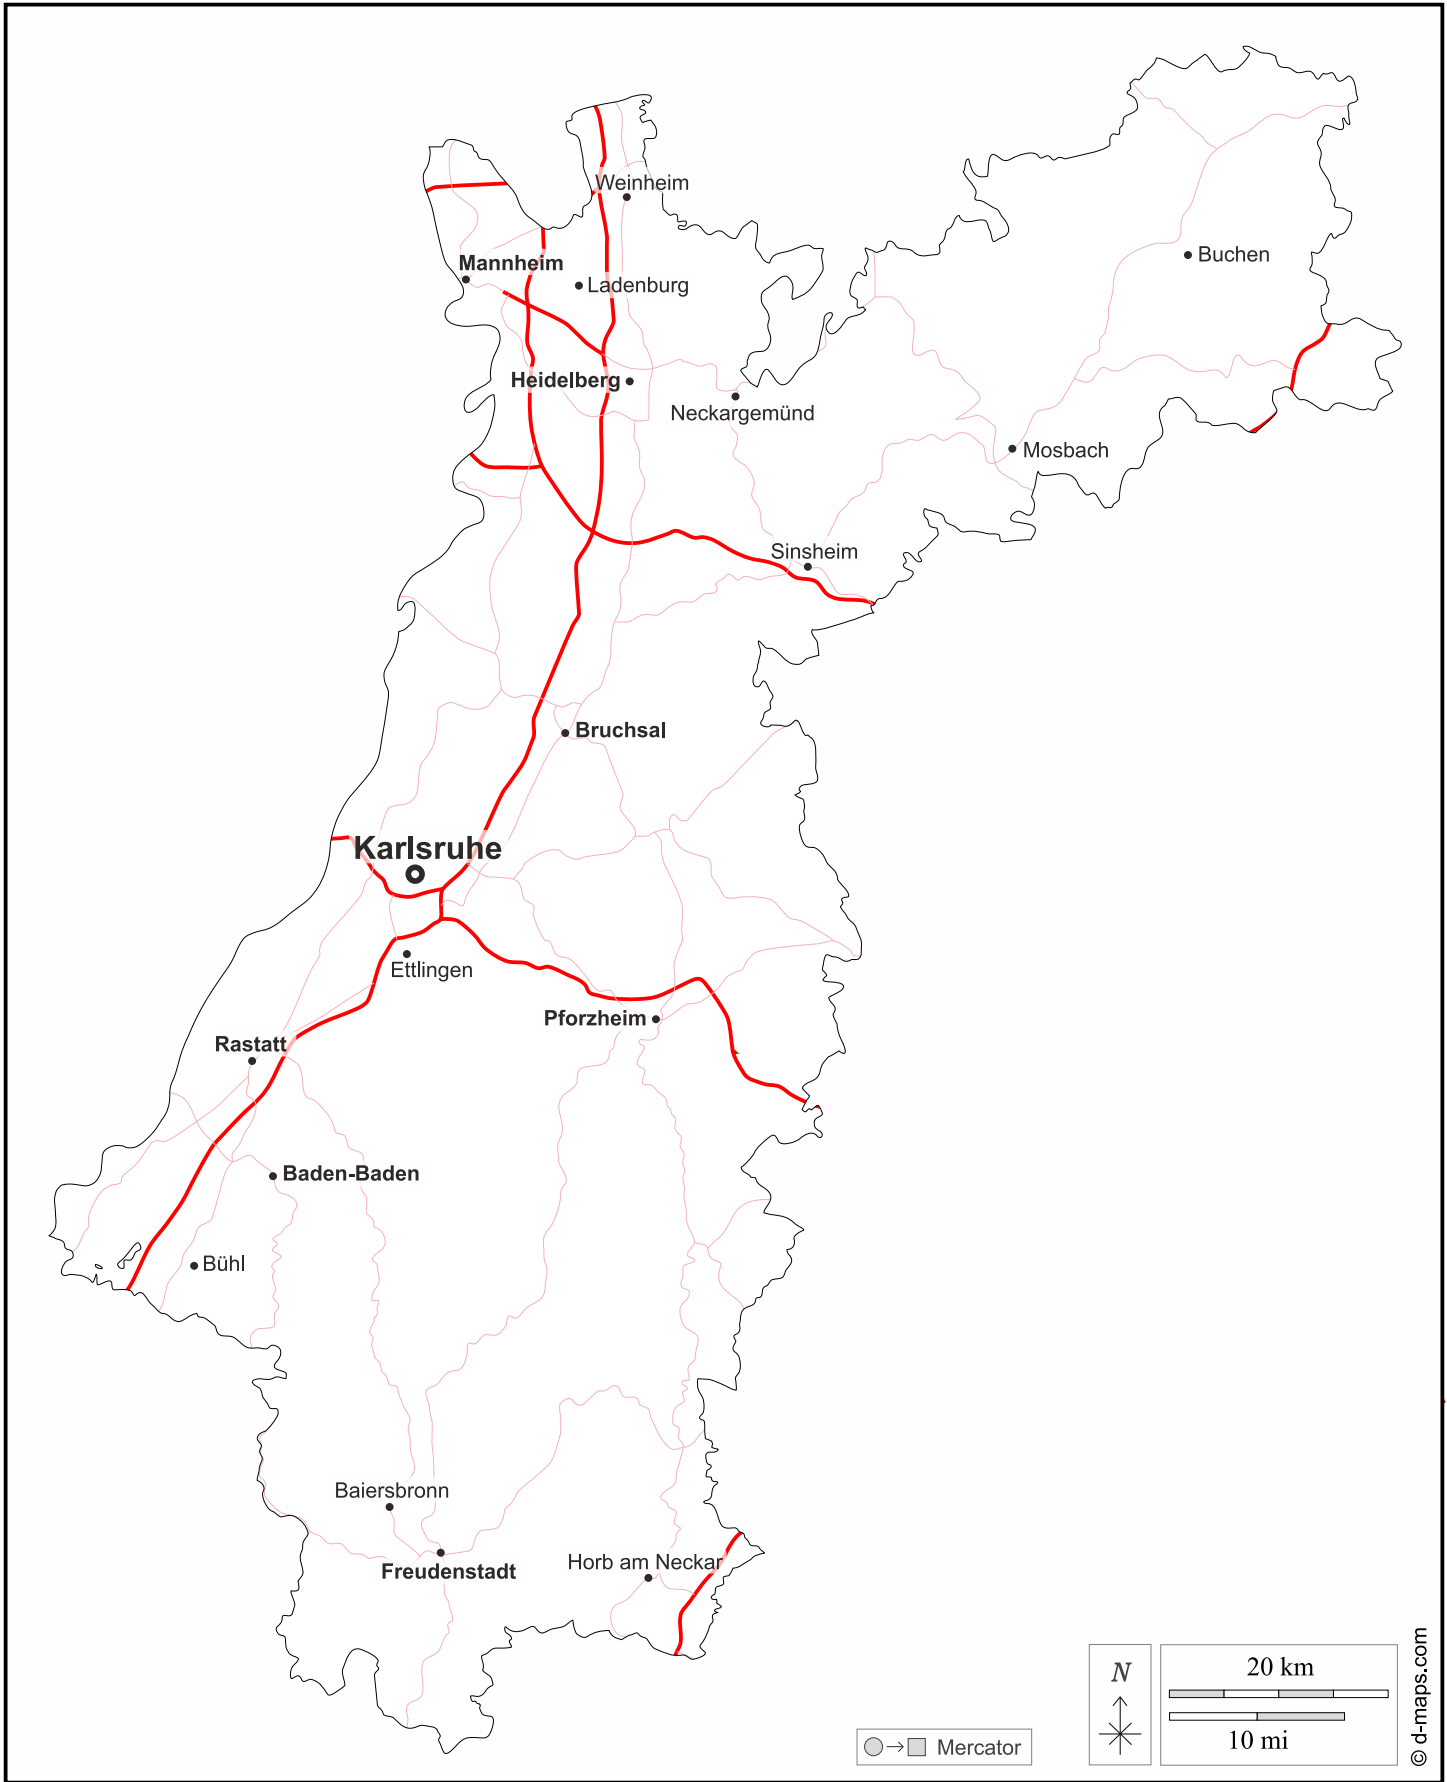 Weinheim
Buchen
Mannheim
Ladenburg
Heidelberg
Neckargemünd
Mosbach
Sinsheim
Bruchsal
Karlsruhe
Ettlingen
Pforzheim
Rastatt
Baden-Baden
Bühl
Baiersbronn
Horb am Neckar
Freudenstadt
N
20 km
10 mi
Mercator
© d-maps.com